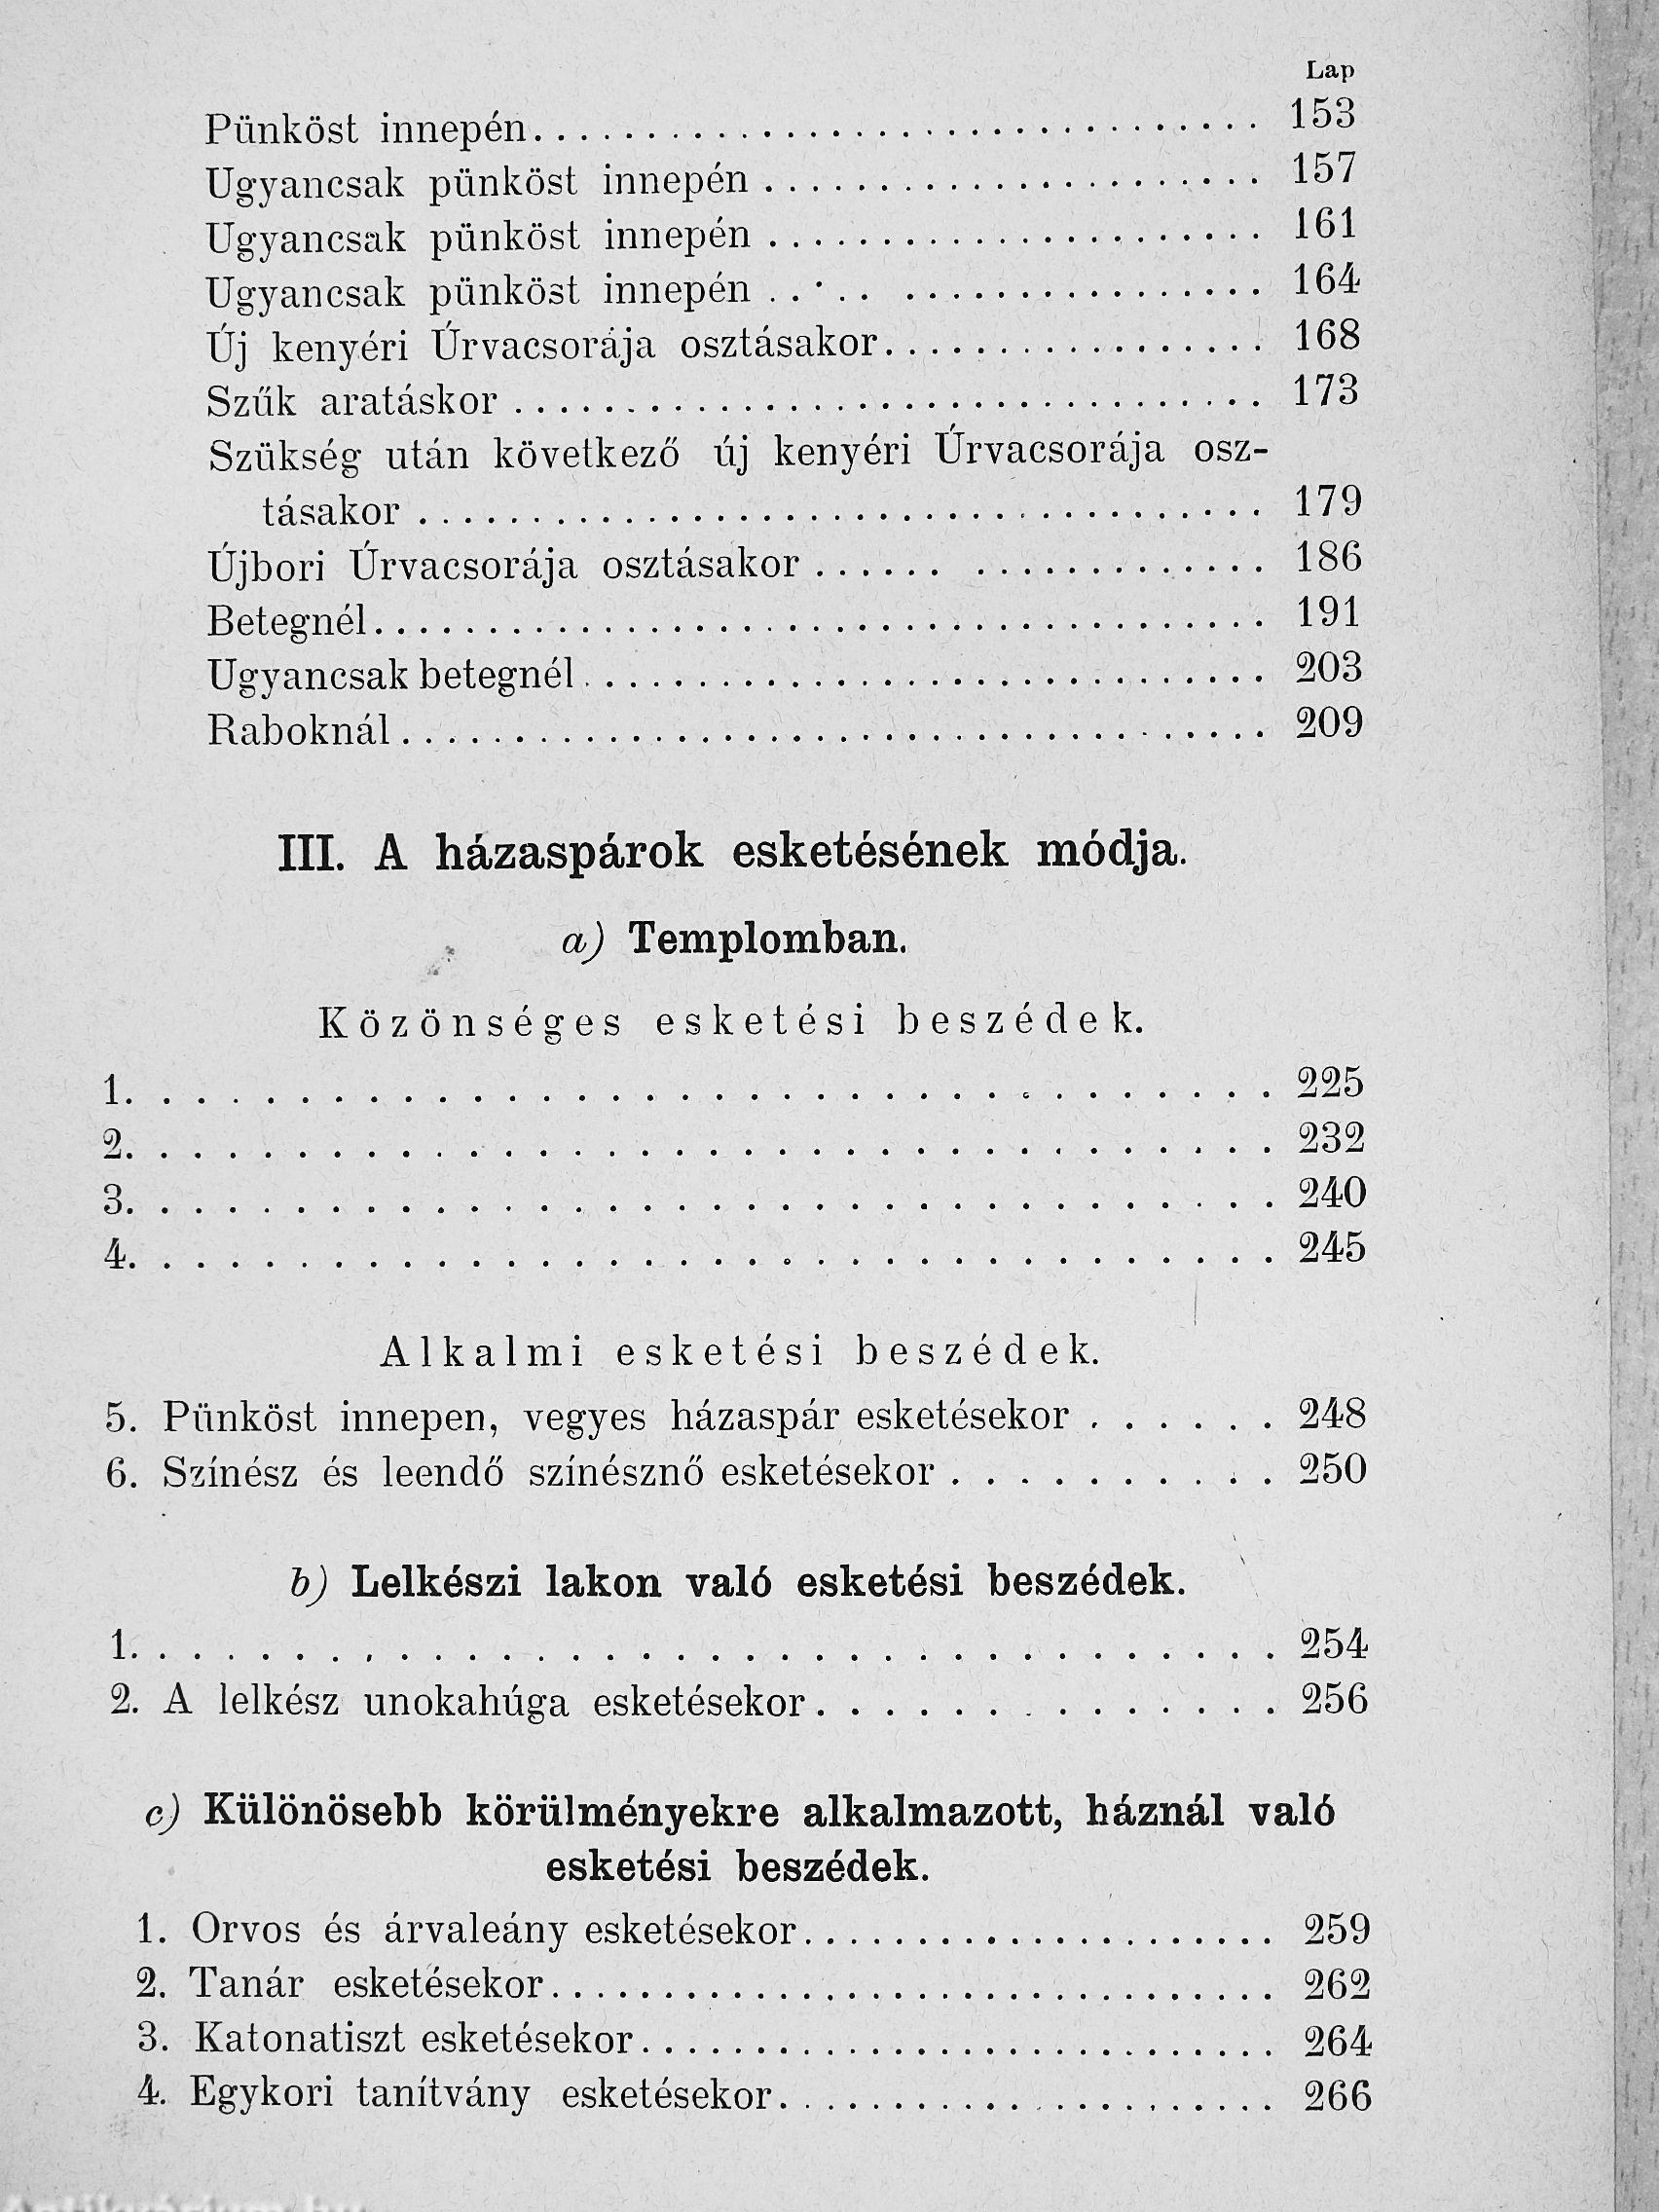 Lap
Pünköst innepén. . . . . . . . . . . . . . . . . . . . . . . . . . . . . . . . 153
Ugyancsak pünköst innepén . . . . . . . . . . . . . . . . . . . . . . 157
Ugyancsak pünköst innepén . . . . . . . . . . . . . . . . . . . . . . 161
Ugyancsak pünköst innepén . . . . . . . . . . . . . . . . . . . . . 164
Új kenyéri Úrvacsorája osztásakor. . . . . . . . . . . . . . . . . 168
Szűk aratáskor . . . . . . . . . . . . . . . . . . . . . . . . . . . . . . . . . 173
Szükség után következő új kenyéri Úrvacsorája osz-
tásakor . . . . . . . . . . . . . . . . . . . . . . . . . . . . . . . . . . . . . 179
Újbori Úrvacsorája osztásakor . . . . . . . . . . . . . . . . . . . 186
Betegnél. . . . . . . . . . . . . . . . . . . . . . . . . . . . . . . . . . . . . . . 191
Ugyancsak betegnél. . . . . . . . . . . . . . . . . . . . . . . . . . . . . . 203
Raboknál . . . . . . . . . . . . . . . . . . . . . . . . . . . . . . . . . . . . . . 209
III. A házaspárok esketésének módja.
a) Templomban.
Közönséges esketési beszédek.
1. . . . . . . . . . . . . . . . . . . . . . . . . . . . . . . . . . . 225
2. . . . . . . . . . . . . . . . . . . . . . . . . . . . . . . . . . . 232
3. . . . . . . . . . . . . . . . . . . . . . . . . . . . . . . . . . . 240
4. . . . . . . . . . . . . . . . . . . . . . . . . . . . . . . . . . . 245
Alkalmi esketési beszédek.
5. Pünköst innepen, vegyes házaspár esketésekor . . . . . . 248
6. Színész és leendő színésznő esketésekor . . . . . . . . . . 250
b) Lelkészi lakon való esketési beszédek.
1. . . . . . . . . . . . . . . . . . . . . . . . . . . . . . . . . . . 254
2. A lelkész unokahúga esketésekor . . . . . . . . . . . . . . 256
c) Különösebb körülményekre alkalmazott, háznál való
esketési beszédek.
1. Orvos és árvaleány esketésekor. . . . . . . . . . . . . . . . . . . . . 259
2. Tanár esketésekor. . . . . . . . . . . . . . . . . . . . . . . . . . . . . . . . 262
3. Katonatiszt esketésekor. . . . . . . . . . . . . . . . . . . . . . . . . . . . 264
4. Egykori tanítvány esketésekor. . . . . . . . . . . . . . . . . . . . . . 266